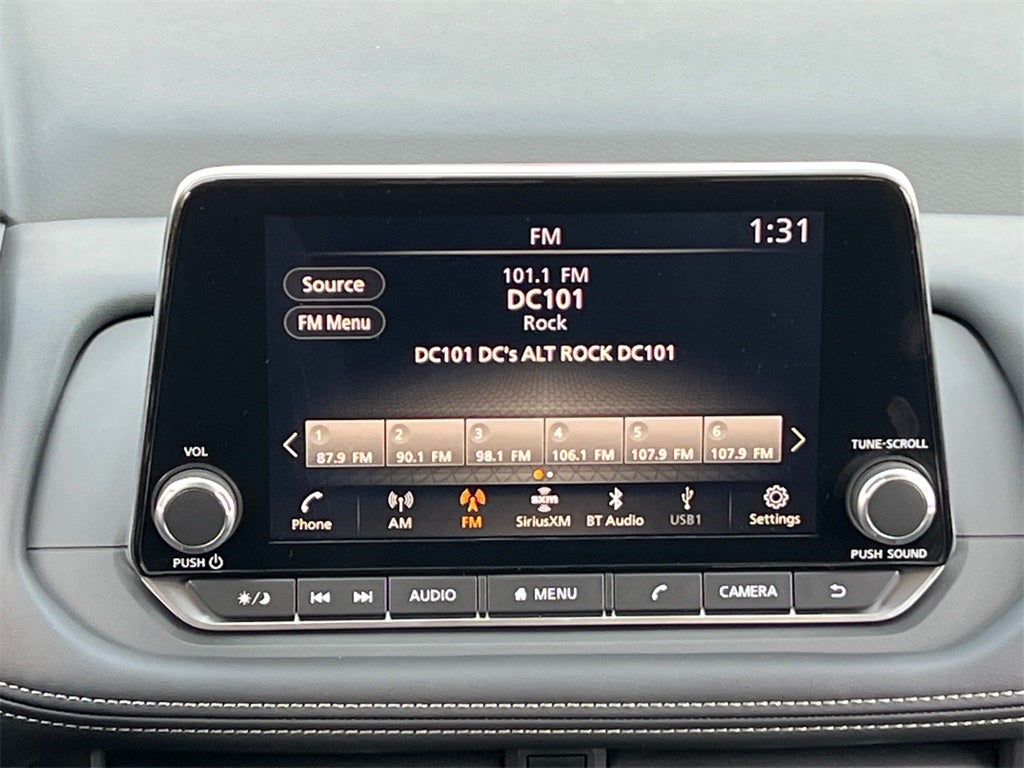 FM 1:31
Source
101.1 FM
DC101
FM Menu
Rock
DC101 DC's ALT ROCK DC101
1 2 3 4 5 6
87.9 FM 90.1 FM 98.1 FM 106.1 FM 107.9 FM 107.9 FM
VOL
TUNE·SCROLL
sxm
Phone AM FM SiriusXM BT Audio USB1 Settings
PUSH
PUSH SOUND
AUDIO MENU CAMERA